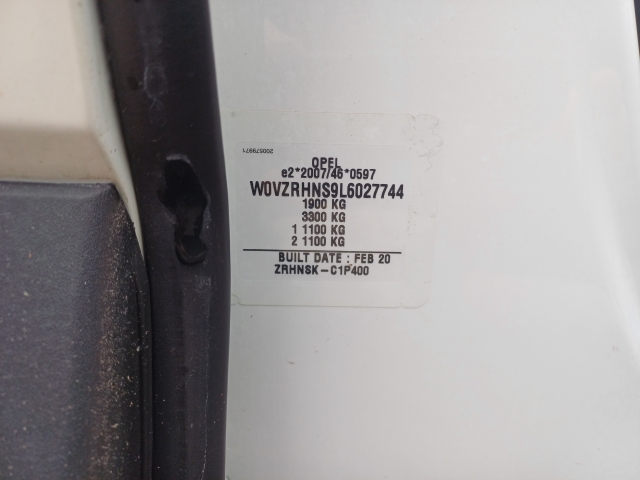 200579971
OPEL
e2*2007/46*0597
W0VZRHNS9L6027744
1900 KG
3300 KG
1 1100 KG
2 1100 KG
BUILT DATE : FEB 20
ZRHNSK-C1P400